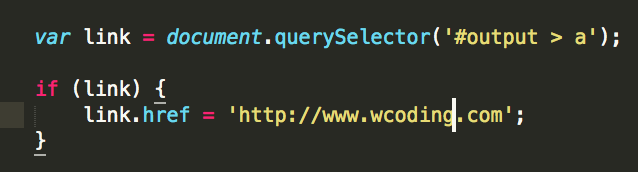 var link = document.querySelector('#output > a');
if (link) {
link.href = 'http://www.wcoding.com';
}